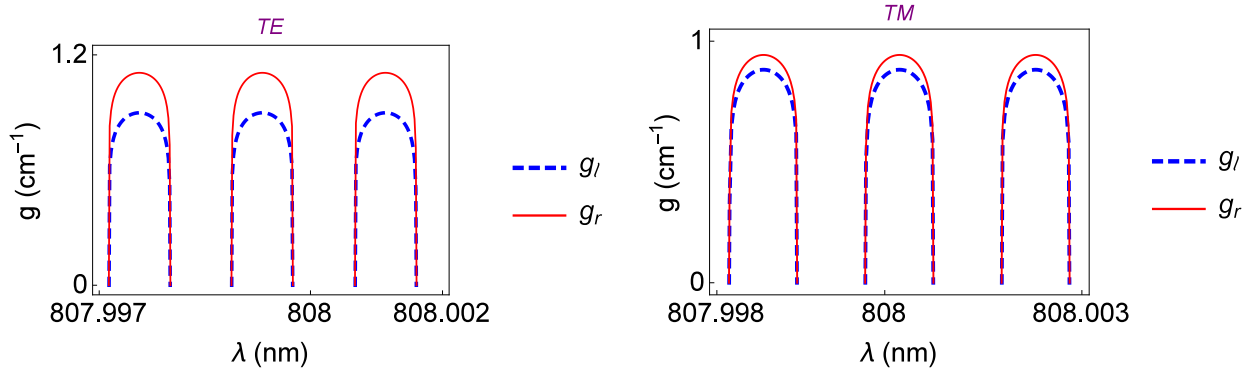 TE
1.2
0
g (cm⁻¹)
807.997 808 808.002
λ (nm)
g_l
g_r
TM
1
0
g (cm⁻¹)
807.998 808 808.003
λ (nm)
g_l
g_r